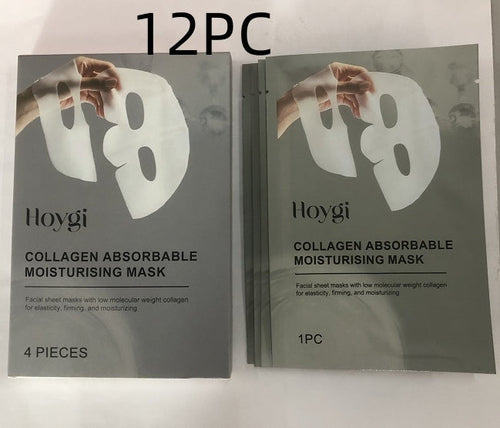 12PC
Hoygi
COLLAGEN ABSORBABLE
MOISTURISING MASK
Facial sheet masks with low molecular weight collagen
for elasticity, firming, and moisturizing
4 PIECES
Hoygi
COLLAGEN ABSORBABLE
MOISTURISING MASK
Facial sheet masks with low molecular weight collagen
for elasticity, firming, and moisturizing
1PC